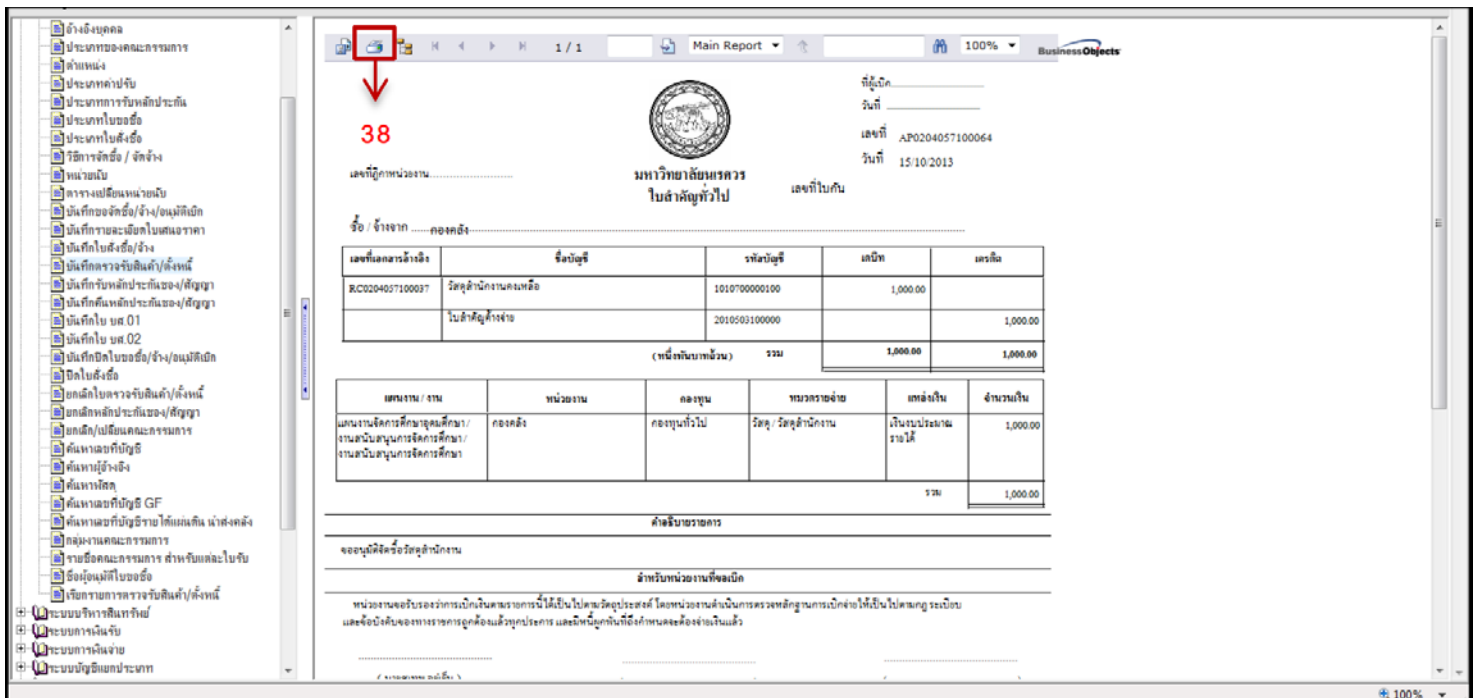 อ้างอิงบุคคล
ประเภทของคณะกรรมการ
ตำแหน่ง
ประเภทค่าปรับ
ประเภทการรับหลักประกัน
ประเภทใบขอซื้อ
ประเภทใบสั่งซื้อ
วิธีการจัดซื้อ / จัดจ้าง
หน่วยนับ
ตารางเปลี่ยนหน่วยนับ
บันทึกขอจัดซื้อ/จ้าง/อนุมัติเบิก
บันทึกรายละเอียดใบเสนอราคา
บันทึกใบสั่งซื้อ/จ้าง
บันทึกตรวจรับสินค้า/ตั้งหนี้
บันทึกรับหลักประกันซอง/สัญญา
บันทึกคืนหลักประกันซอง/สัญญา
บันทึกใบ บศ.01
บันทึกใบ บศ.02
บันทึกปิดใบขอซื้อ/จ้าง/อนุมัติเบิก
ปิดใบสั่งซื้อ
ยกเลิกใบตรวจรับสินค้า/ตั้งหนี้
ยกเลิกหลักประกันซอง/สัญญา
ยกเลิก/เปลี่ยนคณะกรรมการ
ค้นหาเลขที่บัญชี
ค้นหาผู้อ้างอิง
ค้นหาพัสดุ
ค้นหาเลขที่บัญชี GF
ค้นหาเลขที่บัญชีรายได้แผ่นดิน นำส่งคลัง
กลุ่มงานคณะกรรมการ
รายชื่อคณะกรรมการ สำหรับแต่ละใบรับ
ชื่อผู้อนุมัติใบขอซื้อ
เรียกรายการตรวจรับสินค้า/ตั้งหนี้
ระบบบริหารสินทรัพย์
ระบบการเงินรับ
ระบบการเงินจ่าย
ระบบบัญชีแยกประเภท
1 / 1 Main Report 100% BusinessObjects
38
ที่ผู้เบิก
วันที่
เลขที่ AP0204057100064
วันที่ 15/10/2013
เลขที่ฎีกาหน่วยงาน
มหาวิทยาลัยนเรศวร
ใบสำคัญทั่วไป
เลขที่ใบกัน
ซื้อ / จ้างจาก กองคลัง
เลขที่เอกสารอ้างอิง ชื่อบัญชี รหัสบัญชี เดบิท เครดิต
RC0204057100037 วัสดุสำนักงานคงเหลือ 1010700000100 1,000.00
ใบสำคัญค้างจ่าย 2010503100000 1,000.00
(หนึ่งพันบาทถ้วน) รวม 1,000.00 1,000.00
แผนงาน / งาน หน่วยงาน กองทุน หมวดรายจ่าย แหล่งเงิน จำนวนเงิน
แผนงานจัดการศึกษาอุดมศึกษา / กองคลัง กองทุนทั่วไป วัสดุ / วัสดุสำนักงาน เงินงบประมาณ 1,000.00
งานสนับสนุนการจัดการศึกษา / รายได้
งานสนับสนุนการจัดการศึกษา
รวม 1,000.00
คำอธิบายรายการ
ขออนุมัติจัดซื้อวัสดุสำนักงาน
สำหรับหน่วยงานที่ขอเบิก
หน่วยงานขอรับรองว่าการเบิกเงินตามรายการนี้ได้เป็นไปตามวัตถุประสงค์ โดยหน่วยงานดำเนินการตรวจหลักฐานการเบิกจ่ายให้เป็นไปตามกฎ ระเบียบ
และข้อบังคับของทางราชการถูกต้องแล้วทุกประการ และมีหนี้ผูกพันที่ถึงกำหนดจะต้องจ่ายเงินแล้ว
100%